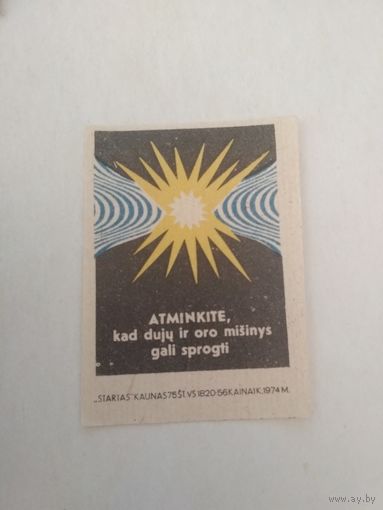 ATMINKITE,
kad dujų ir oro mišinys
gali sprogti
„STARTAS" KAUNAS 75 ŠT. VŠ 1820-56 KAINA 1K. 1974 M.
www.ay.by